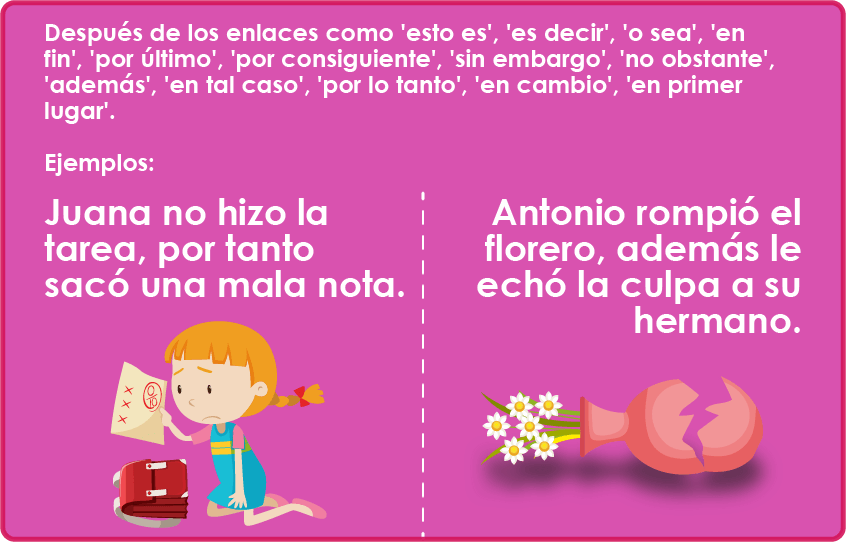 Después de los enlaces como 'esto es', 'es decir', 'o sea', 'en
fin', 'por último', 'por consiguiente', 'sin embargo', 'no obstante',
'además', 'en tal caso', 'por lo tanto', 'en cambio', 'en primer
lugar'.
Ejemplos:
Juana no hizo la
tarea, por tanto
sacó una mala nota.
Antonio rompió el
florero, además le
echó la culpa a su
hermano.
0/10